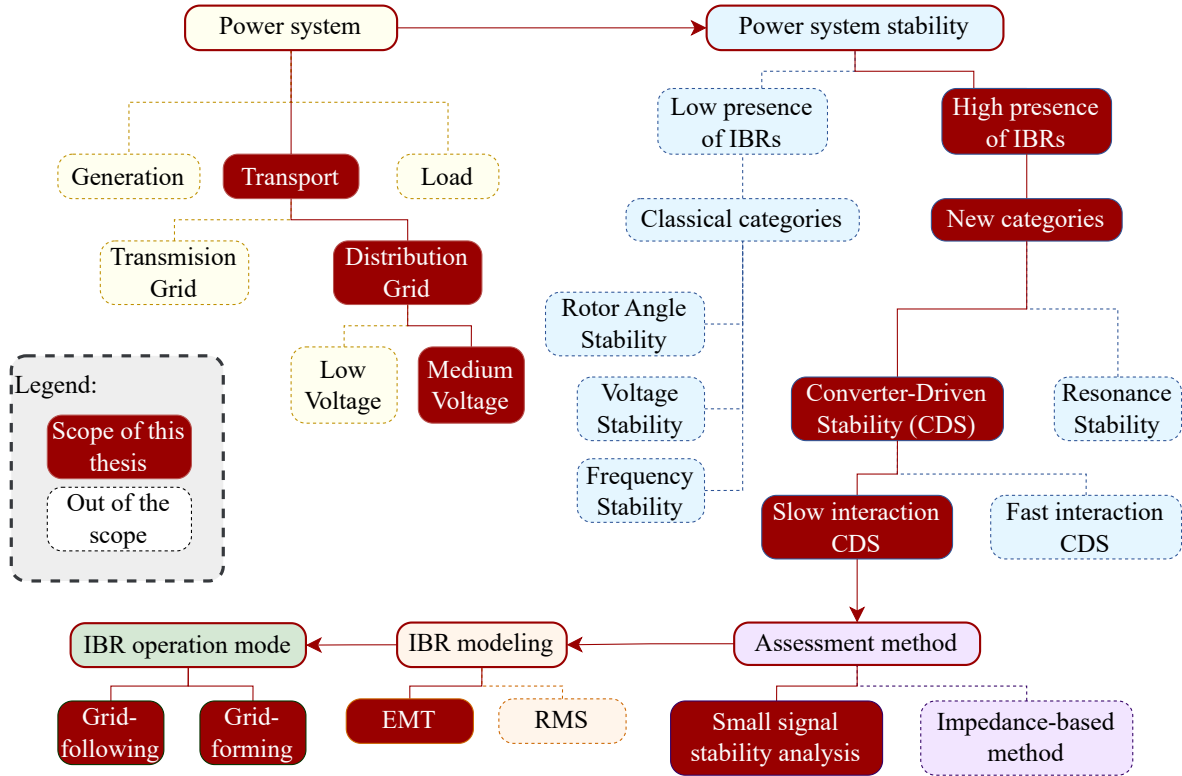 Power system
Power system stability
Low presence
of IBRs
High presence
of IBRs
Generation
Transport
Load
Classical categories
New categories
Transmision
Grid
Distribution
Grid
Rotor Angle
Stability
Low
Voltage
Medium
Voltage
Legend:
Scope of this
thesis
Out of the
scope
Voltage
Stability
Converter-Driven
Stability (CDS)
Resonance
Stability
Frequency
Stability
Slow interaction
CDS
Fast interaction
CDS
IBR operation mode
IBR modeling
Assessment method
Grid-
following
Grid-
forming
EMT
RMS
Small signal
stability analysis
Impedance-based
method